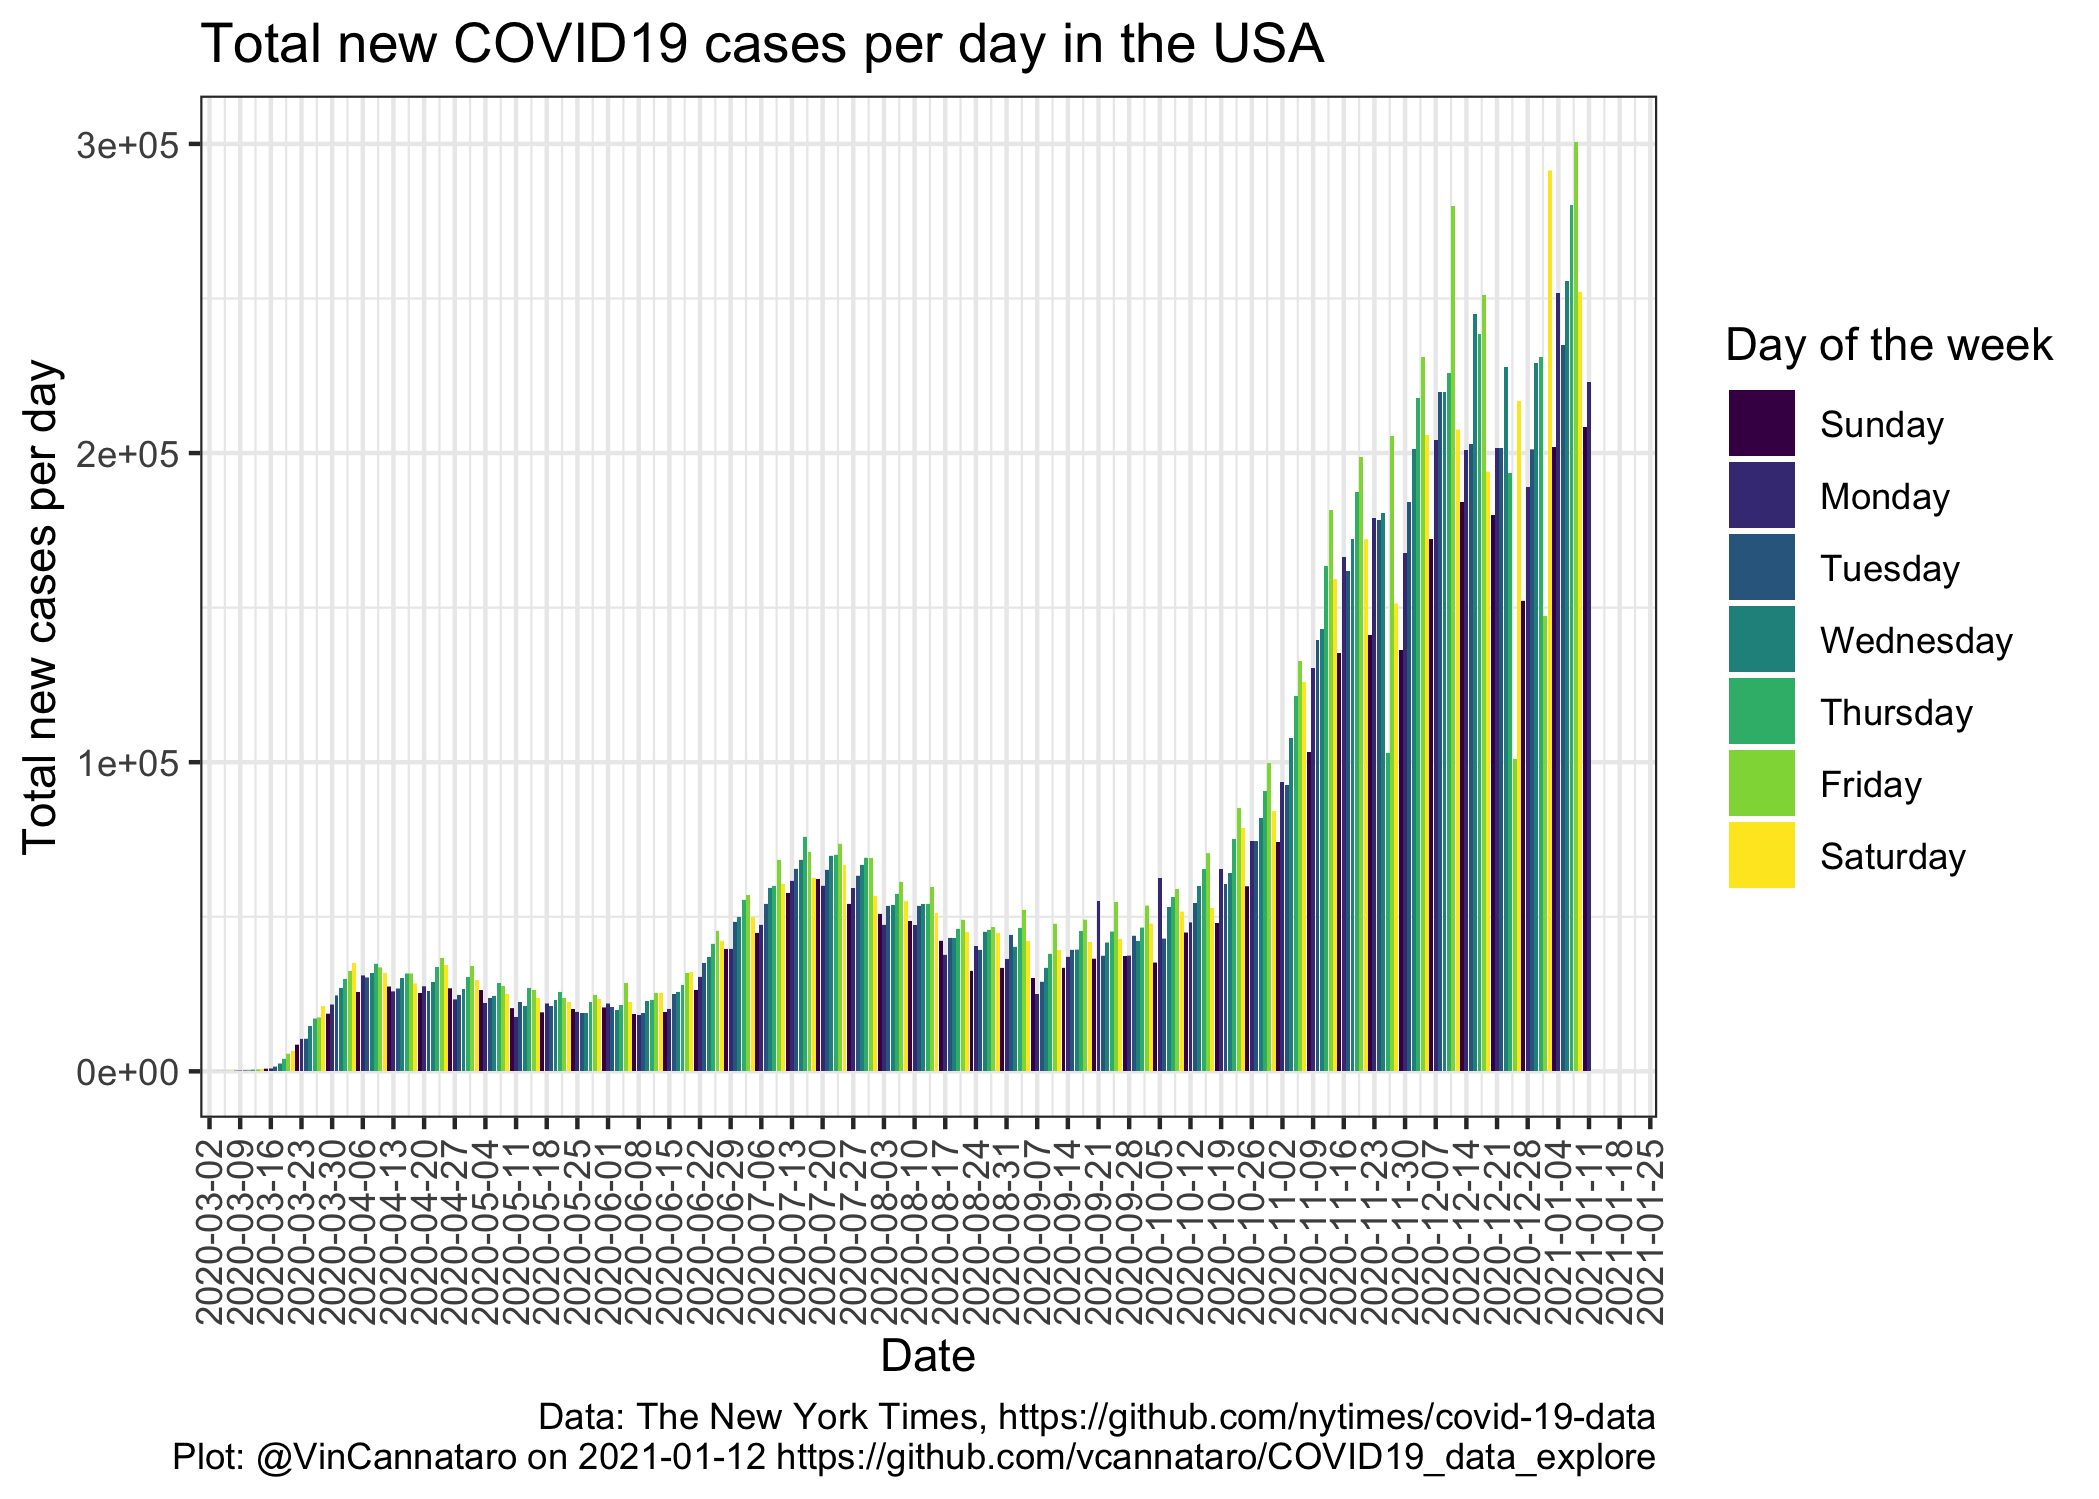 Total new COVID19 cases per day in the USA
Total new cases per day
3e+05
2e+05
1e+05
0e+00
2020-03-02
2020-03-09
2020-03-16
2020-03-23
2020-03-30
2020-04-06
2020-04-13
2020-04-20
2020-04-27
2020-05-04
2020-05-11
2020-05-18
2020-05-25
2020-06-01
2020-06-08
2020-06-15
2020-06-22
2020-06-29
2020-07-06
2020-07-13
2020-07-20
2020-07-27
2020-08-03
2020-08-10
2020-08-17
2020-08-24
2020-08-31
2020-09-07
2020-09-14
2020-09-21
2020-09-28
2020-10-05
2020-10-12
2020-10-19
2020-10-26
2020-11-02
2020-11-09
2020-11-16
2020-11-23
2020-11-30
2020-12-07
2020-12-14
2020-12-21
2020-12-28
2021-01-04
2021-01-11
2021-01-18
2021-01-25
Date
Day of the week
Sunday
Monday
Tuesday
Wednesday
Thursday
Friday
Saturday
Data: The New York Times, https://github.com/nytimes/covid-19-data
Plot: @VinCannataro on 2021-01-12 https://github.com/vcannataro/COVID19_data_explore